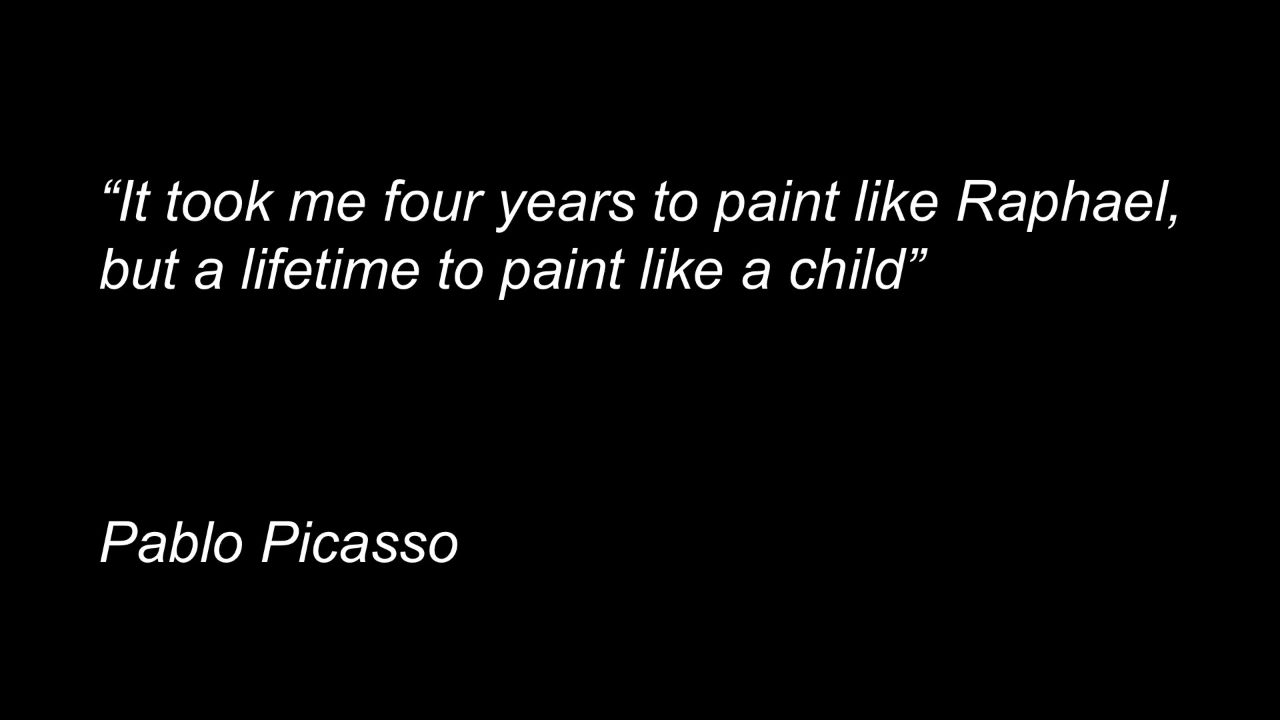 “It took me four years to paint like Raphael,
but a lifetime to paint like a child”
Pablo Picasso